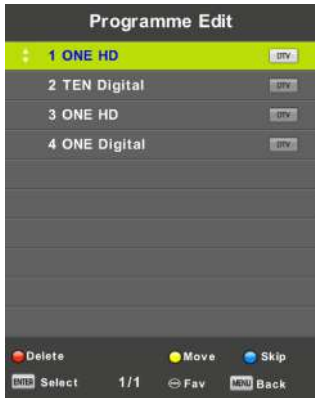 Programme Edit
1 ONE HD DTV
2 TEN Digital DTV
3 ONE HD DTV
4 ONE Digital DTV
Delete Move Skip
ENTER Select 1/1 Fav MENU Back